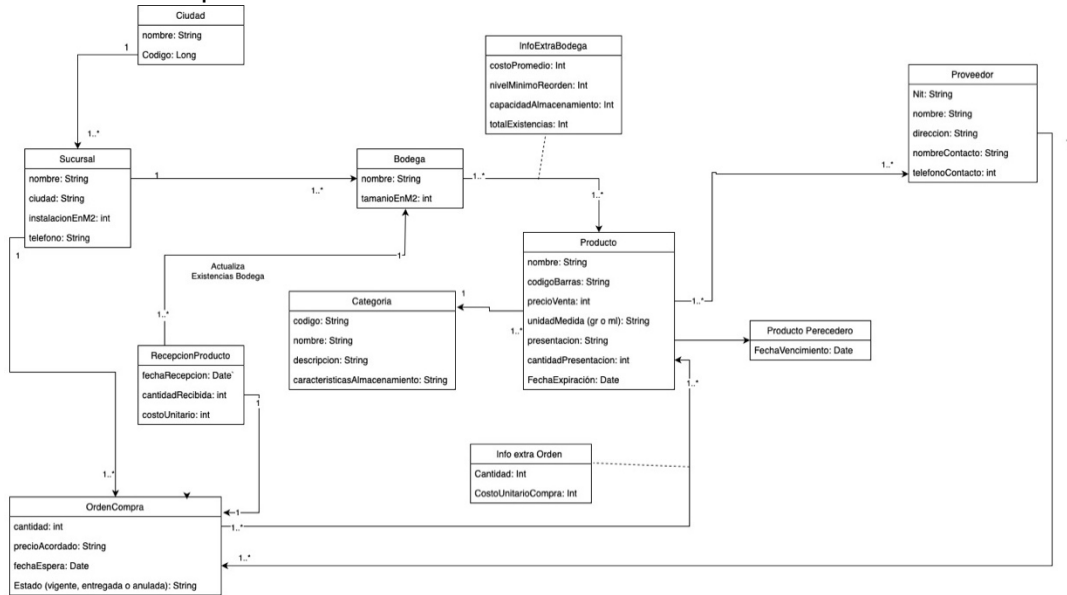 Ciudad
nombre: String
Codigo: Long
1
1..*
InfoExtraBodega
costoPromedio: Int
nivelMinimoReorden: Int
capacidadAlmacenamiento: Int
totalExistencias: Int
Proveedor
Nit: String
nombre: String
direccion: String
nombreContacto: String
telefonoContacto: int
1..*
Sucursal
nombre: String
ciudad: String
instalacionEnM2: int
telefono: String
1
1..*
1
Bodega
nombre: String
tamanioEnM2: int
1..*
1..*
1
Actualiza
Existencias Bodega
1..*
Producto
nombre: String
codigoBarras: String
precioVenta: int
unidadMedida (gr o ml): String
presentacion: String
cantidadPresentacion: int
FechaExpiración: Date
1..*
1..*
1..*
Categoria
codigo: String
nombre: String
descripcion: String
caracteristicasAlmacenamiento: String
1
Producto Perecedero
FechaVencimiento: Date
RecepcionProducto
fechaRecepcion: Date`
cantidadRecibida: int
costoUnitario: int
1
1
Info extra Orden
Cantidad: Int
CostoUnitarioCompra: Int
1..*
OrdenCompra
cantidad: int
precioAcordado: String
fechaEspera: Date
Estado (vigente, entregada o anulada): String
1..*
1..*